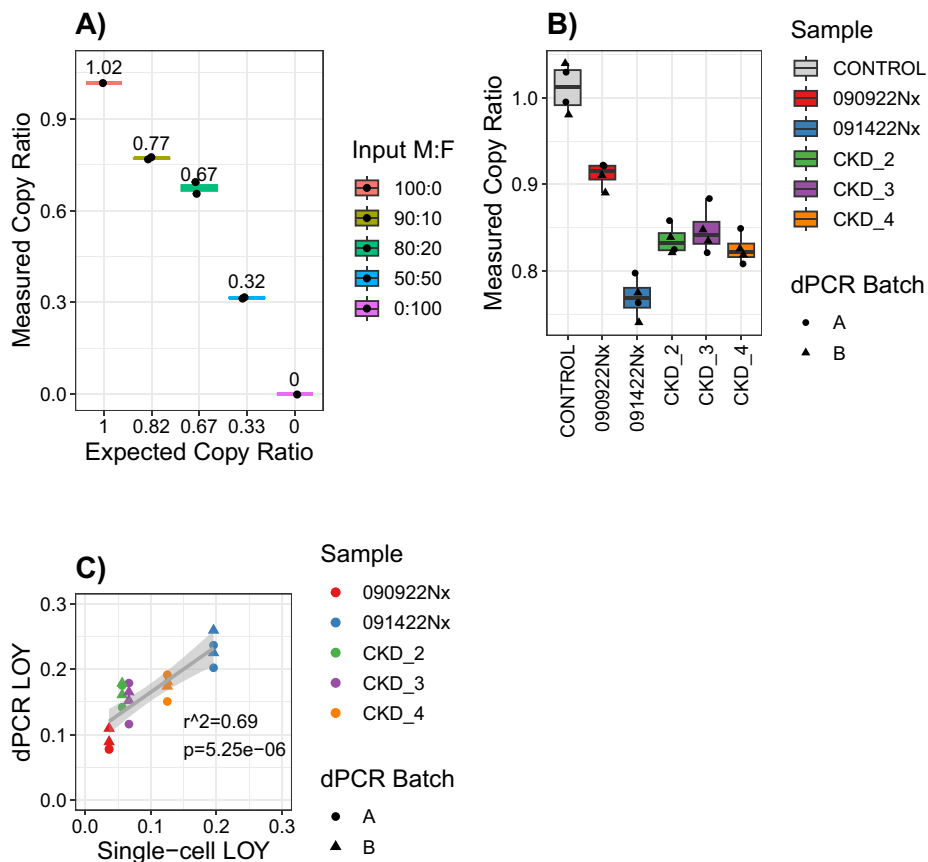 A)
Measured Copy Ratio
0.9
0.6
0.3
0.0
1.02
0.77
0.67
0.32
0
1
0.82
0.67
0.33
0
Expected Copy Ratio
Input M:F
100:0
90:10
80:20
50:50
0:100
B)
Measured Copy Ratio
1.0
0.9
0.8
CONTROL
090922Nx
091422Nx
CKD_2
CKD_3
CKD_4
Sample
CONTROL
090922Nx
091422Nx
CKD_2
CKD_3
CKD_4
dPCR Batch
A
B
C)
dPCR LOY
0.3
0.2
0.1
0.0
r^2=0.69
p=5.25e−06
0.0
0.1
0.2
0.3
Single−cell LOY
Sample
090922Nx
091422Nx
CKD_2
CKD_3
CKD_4
dPCR Batch
A
B